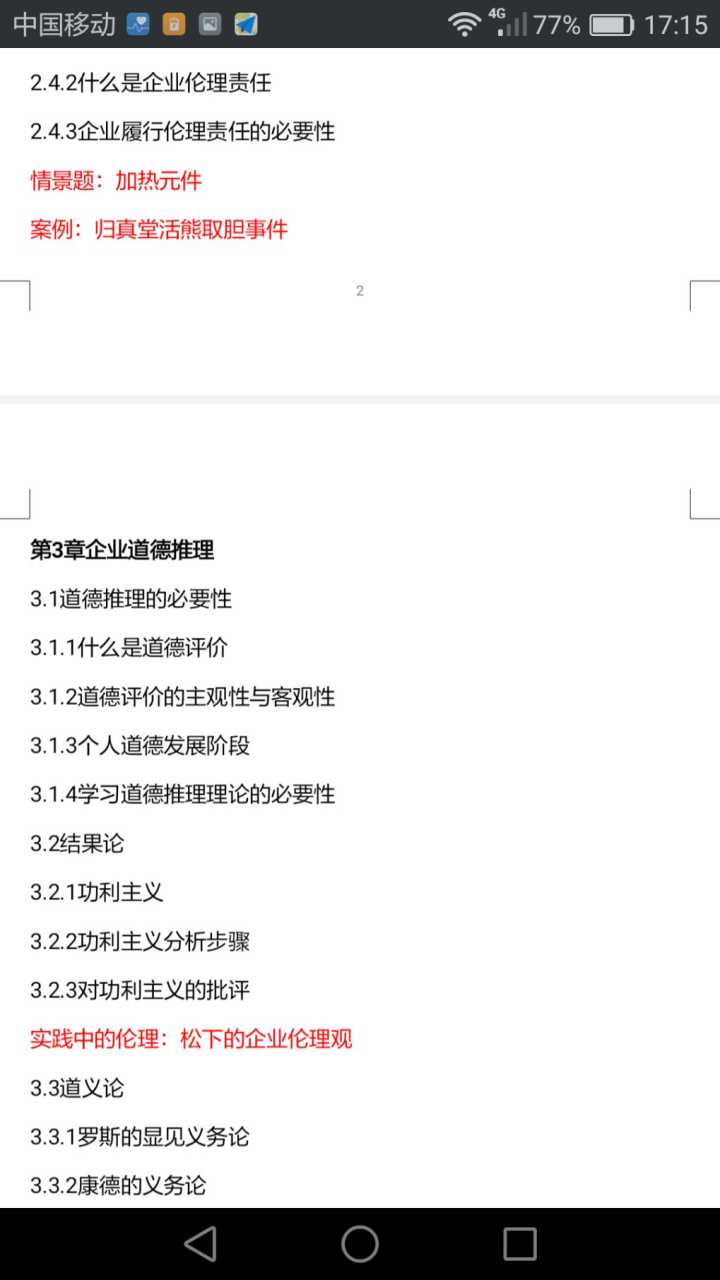 中国移动 4G 77% 17:15
2.4.2什么是企业伦理责任
2.4.3企业履行伦理责任的必要性
情景题：加热元件
案例：归真堂活熊取胆事件
2
第3章企业道德推理
3.1道德推理的必要性
3.1.1什么是道德评价
3.1.2道德评价的主观性与客观性
3.1.3个人道德发展阶段
3.1.4学习道德推理理论的必要性
3.2结果论
3.2.1功利主义
3.2.2功利主义分析步骤
3.2.3对功利主义的批评
实践中的伦理：松下的企业伦理观
3.3道义论
3.3.1罗斯的显见义务论
3.3.2康德的义务论